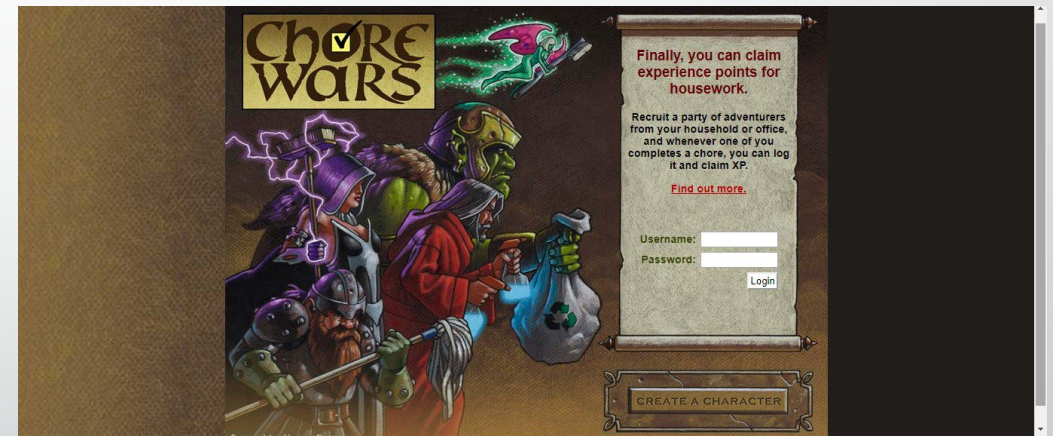 ChORE
WARS
Finally, you can claim
experience points for
housework.
Recruit a party of adventurers
from your household or office,
and whenever one of you
completes a chore, you can log
it and claim XP.
Find out more.
Username:
Password:
Login
CREATE A CHARACTER